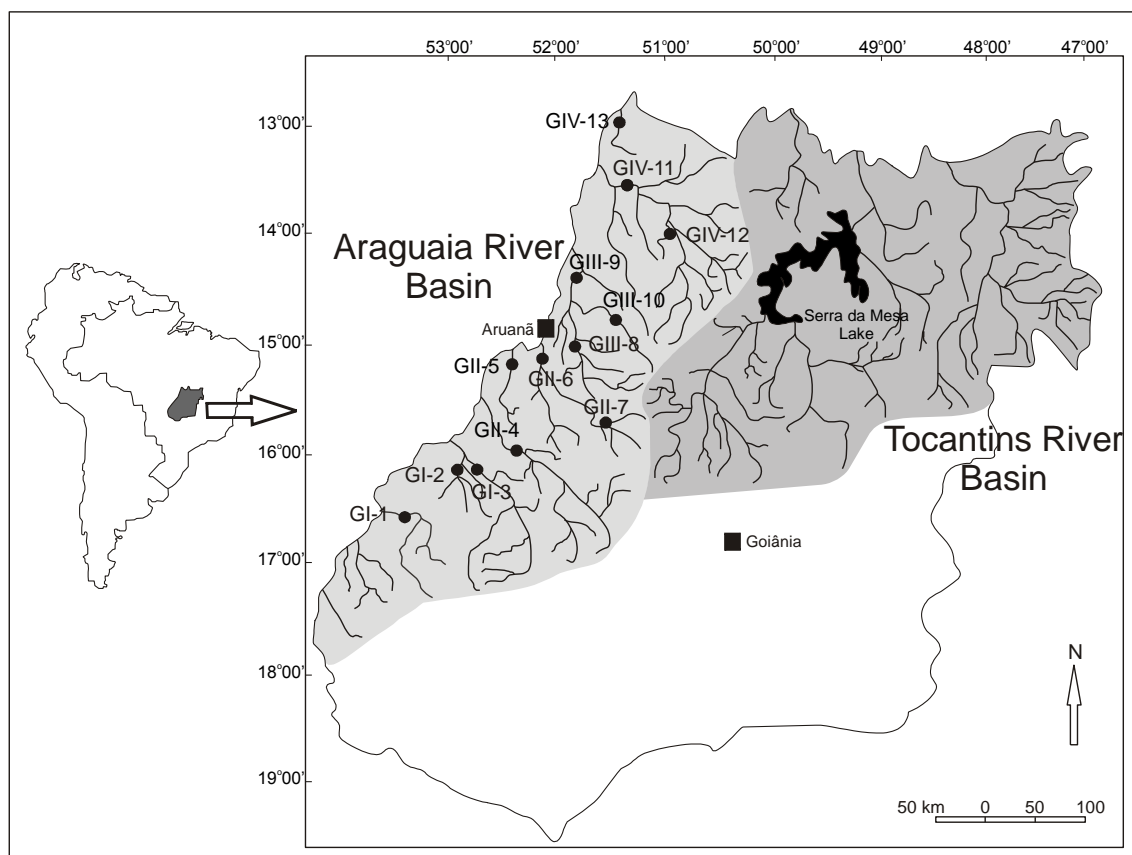 53°00'
52°00'
51°00'
50°00'
49°00'
48°00'
47°00'
13°00'
14°00'
15°00'
16°00'
17°00'
18°00'
19°00'
GIV-13
GIV-11
GIV-12
Araguaia River
Basin
GIII-9
GIII-10
Serra da Mesa
Lake
Aruanã
GIII-8
GII-5
GII-6
GII-7
GII-4
Tocantins River
Basin
GI-2
GI-3
GI-1
Goiânia
N
50 km 0 50 100